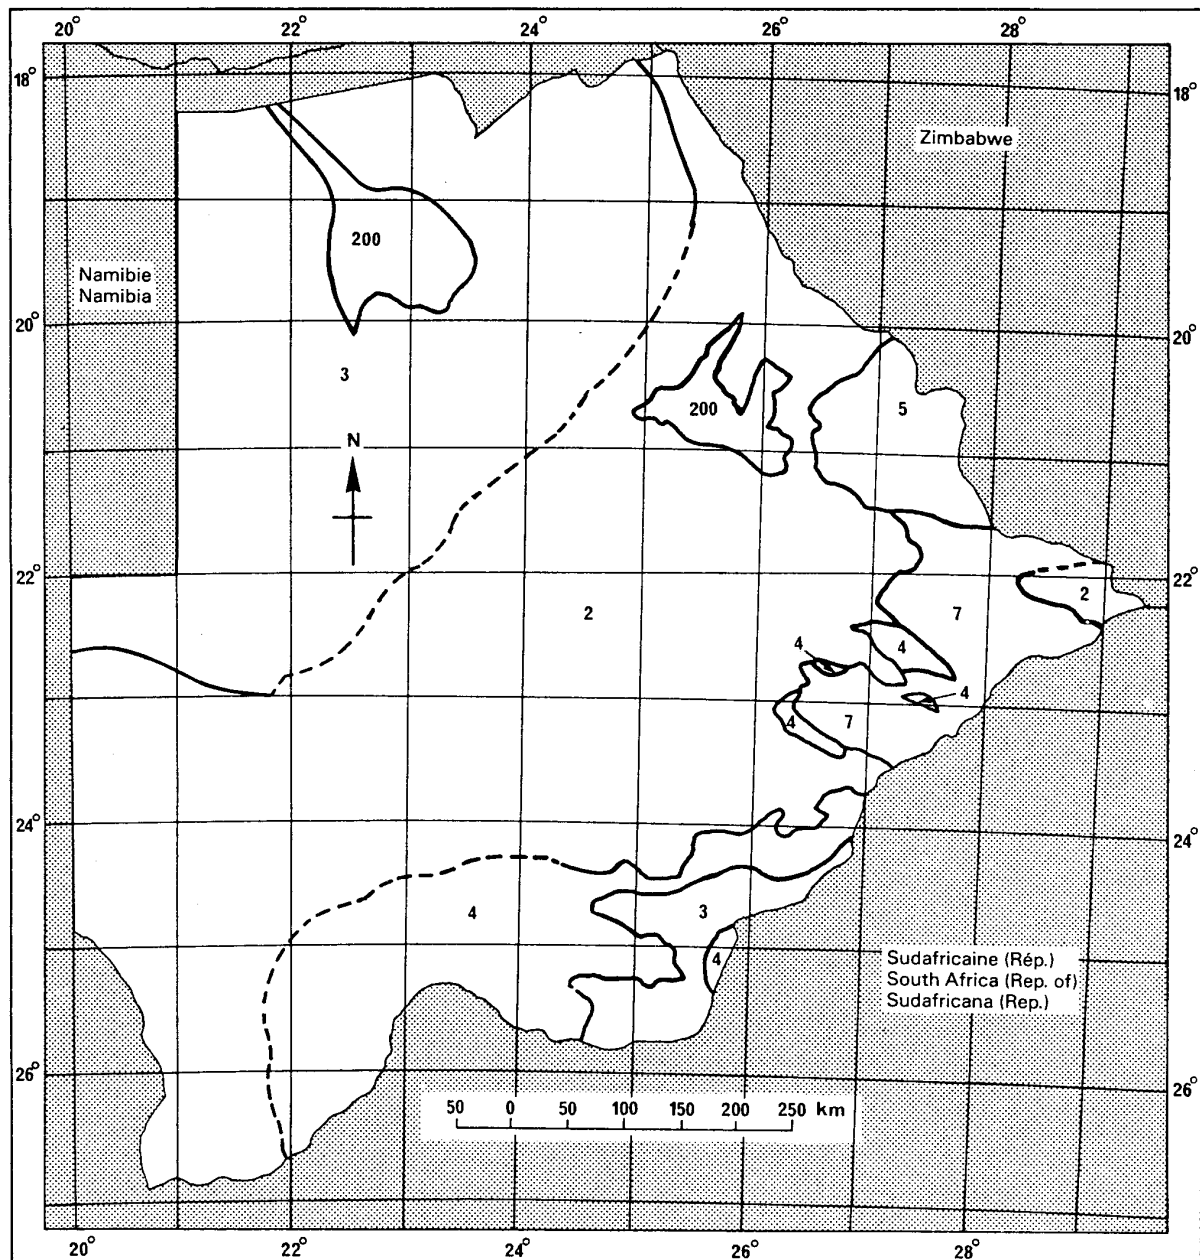 20° 22° 24° 26° 28°
18° 18°
Zimbabwe
200
Namibie
Namibia
20° 20°
3
200 5
N
22° 22°
2
2 7
4
4
4
4 7
24° 24°
4 3
4
Sudafricaine (Rép.)
South Africa (Rep. of)
Sudafricana (Rep.)
26° 26°
50 0 50 100 150 200 250 km
20° 22° 24° 26° 28°